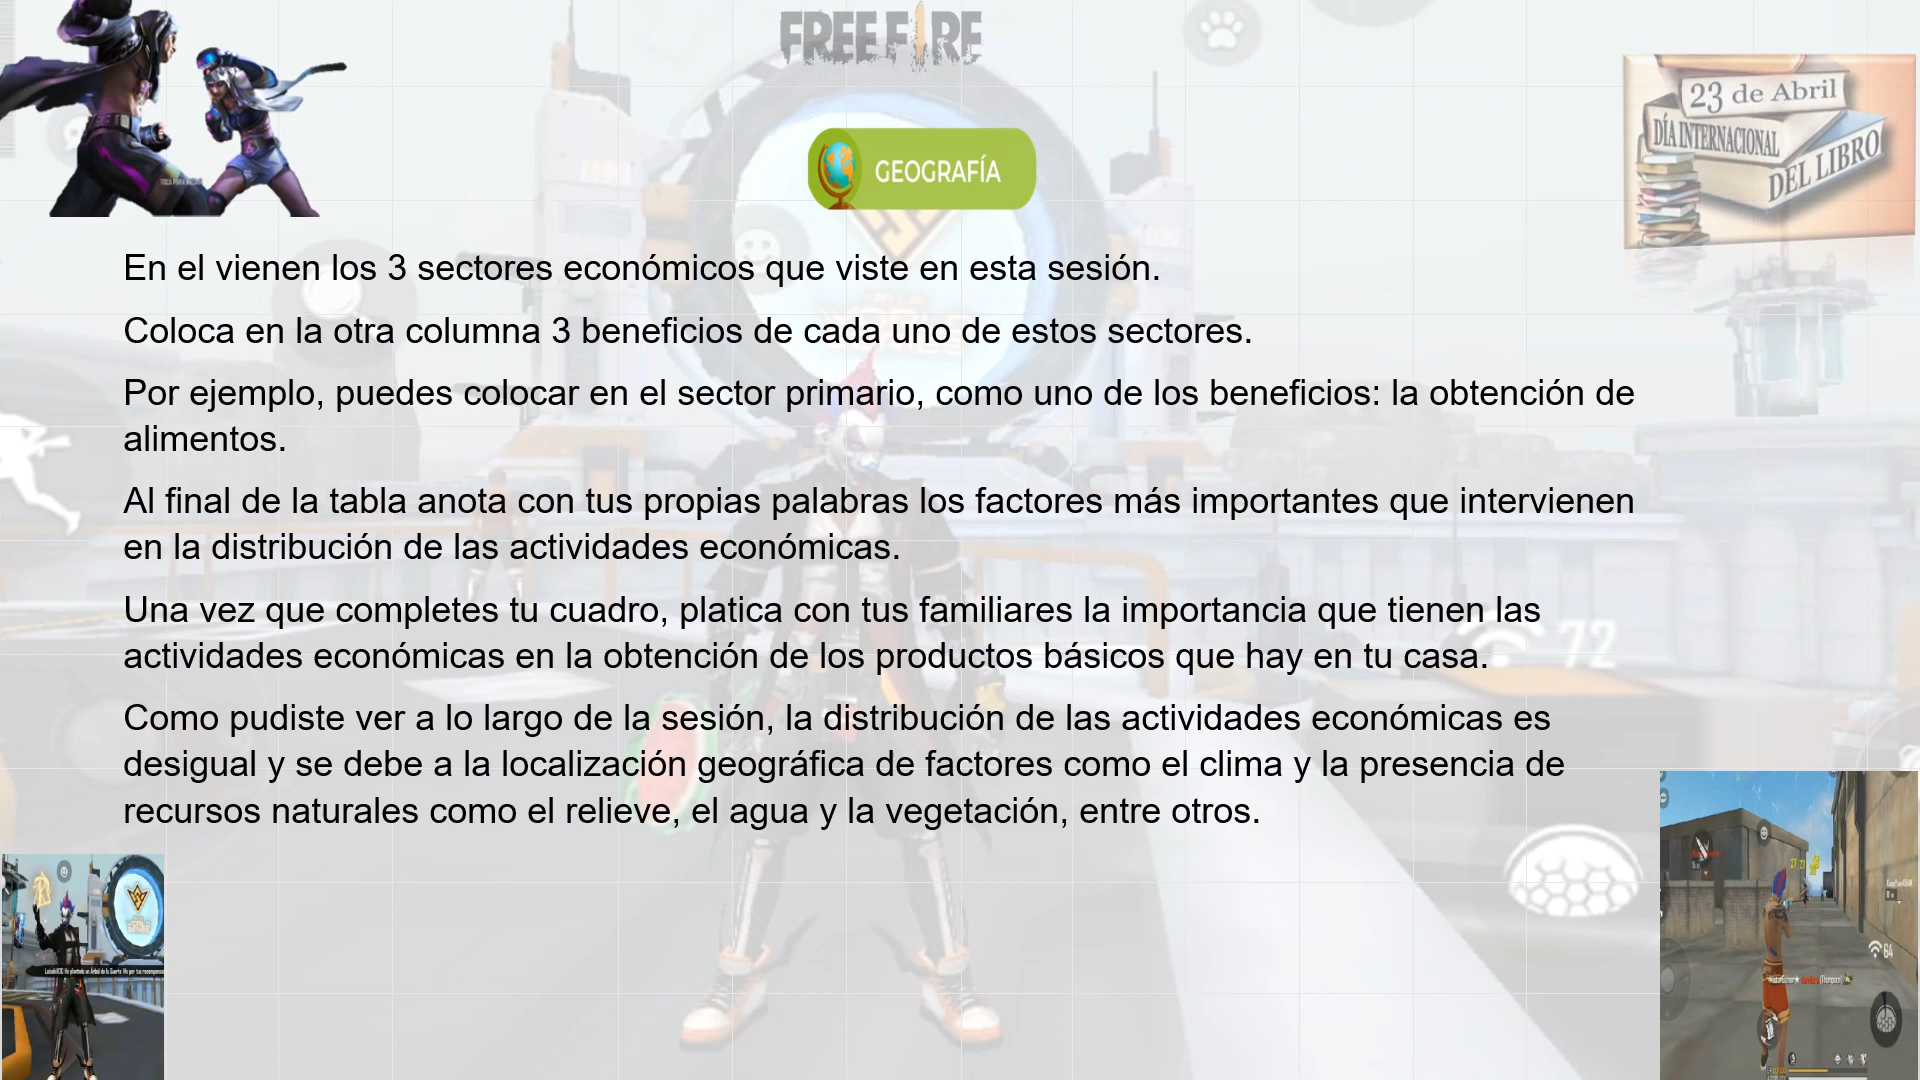 FREE FIRE
23 de Abril
DÍA INTERNACIONAL
DEL LIBRO
GEOGRAFÍA
En el vienen los 3 sectores económicos que viste en esta sesión.
Coloca en la otra columna 3 beneficios de cada uno de estos sectores.
Por ejemplo, puedes colocar en el sector primario, como uno de los beneficios: la obtención de
alimentos.
Al final de la tabla anota con tus propias palabras los factores más importantes que intervienen
en la distribución de las actividades económicas.
Una vez que completes tu cuadro, platica con tus familiares la importancia que tienen las
actividades económicas en la obtención de los productos básicos que hay en tu casa.
72
Como pudiste ver a lo largo de la sesión, la distribución de las actividades económicas es
desigual y se debe a la localización geográfica de factores como el clima y la presencia de
recursos naturales como el relieve, el agua y la vegetación, entre otros.
64